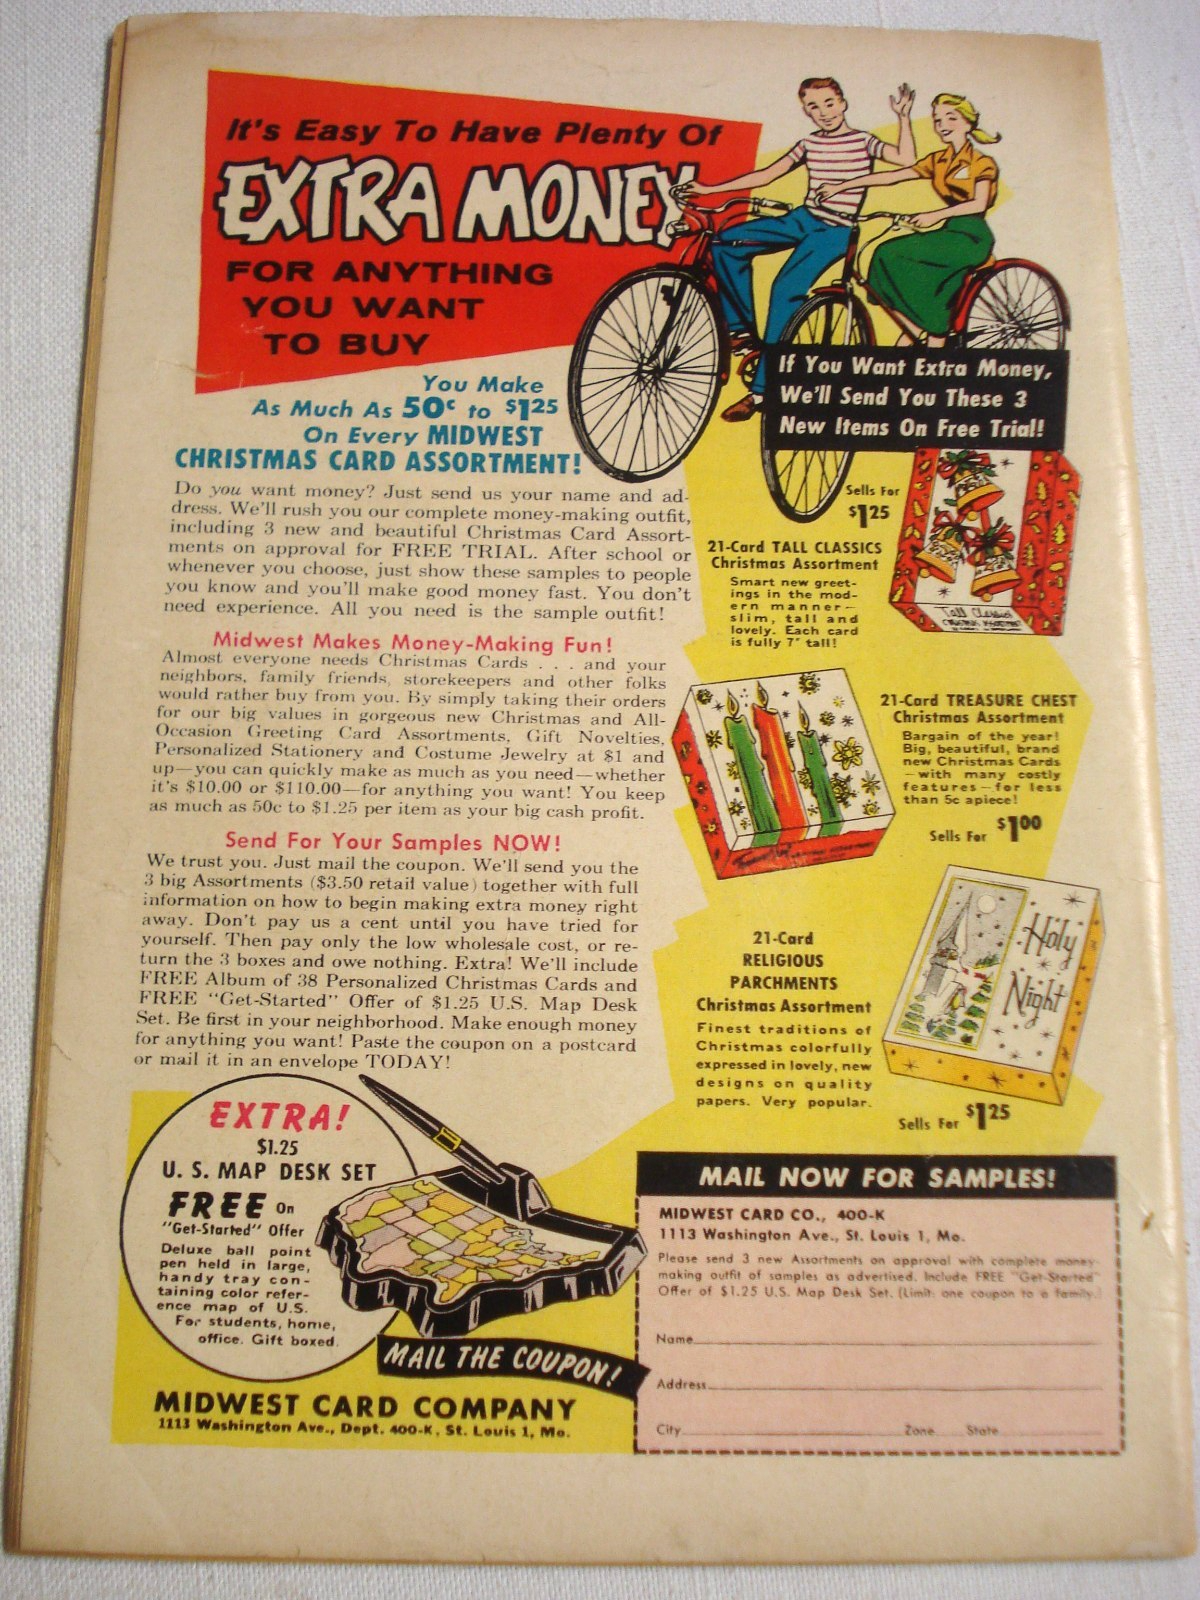 It's Easy To Have Plenty Of
EXTRA MONEY
FOR ANYTHING
YOU WANT
TO BUY
You Make
As Much As 50c to $1 25
On Every MIDWEST
CHRISTMAS CARD ASSORTMENT!
Do you want money? Just send us your name and ad-
dress. We'll rush you our complete money-making outfit,
including 3 new and beautiful Christmas Card Assort-
ments on approval for FREE TRIAL. After school or
whenever you choose, just show these samples to people
you know and you'll make good money fast. You don't
need experience. All you need is the sample outfit!
Midwest Makes Money-Making Fun!
Almost everyone needs Christmas Cards . . . and your
neighbors, family friends, storekeepers and other folks
would rather buy from you. By simply taking their orders
for our big values in gorgeous new Christmas and All-
Occasion Greeting Card Assortments, Gift Novelties,
Personalized Stationery and Costume Jewelry at $1 and
up—you can quickly make as much as you need—whether
it's $10.00 or $110.00—for anything you want! You keep
as much as 50c to $1.25 per item as your big cash profit.
Send For Your Samples NOW!
We trust you. Just mail the coupon. We'll send you the
3 big Assortments ($3.50 retail value) together with full
information on how to begin making extra money right
away. Don't pay us a cent until you have tried for
yourself. Then pay only the low wholesale cost, or re-
turn the 3 boxes and owe nothing. Extra! We'll include
FREE Album of 38 Personalized Christmas Cards and
FREE "Get-Started" Offer of $1.25 U.S. Map Desk
Set. Be first in your neighborhood. Make enough money
for anything you want! Paste the coupon on a postcard
or mail it in an envelope TODAY!
If You Want Extra Money,
We'll Send You These 3
New Items On Free Trial!
Sells For
$1 25
21-Card TALL CLASSICS
Christmas Assortment
Smart new greet-
ings in the mod-
ern manner—
slim, tall and
lovely. Each card
is fully 7" tall!
Tall Classics
CHRISTMAS ASSORTMENT
21-Card TREASURE CHEST
Christmas Assortment
Bargain of the year!
Big, beautiful, brand
new Christmas Cards
—with many costly
features—for less
than 5c apiece!
Sells For $1 00
21-Card
RELIGIOUS
PARCHMENTS
Christmas Assortment
Finest traditions of
Christmas colorfully
expressed in lovely, new
designs on quality
papers. Very popular.
Sells For $1 25
Holy
Night
EXTRA!
$1.25
U. S. MAP DESK SET
FREE On
"Get-Started" Offer
Deluxe ball point
pen held in large,
handy tray con-
taining color refer-
ence map of U.S.
For students, home,
office. Gift boxed.
MAIL THE COUPON!
MIDWEST CARD COMPANY
1113 Washington Ave., Dept. 400-K, St. Louis 1, Mo.
MAIL NOW FOR SAMPLES!
MIDWEST CARD CO., 400-K
1113 Washington Ave., St. Louis 1, Mo.
Please send 3 new Assortments on approval with complete money-
making outfit of samples as advertised. Include FREE "Get-Started"
Offer of $1.25 U.S. Map Desk Set. (Limit: one coupon to a family.)
Name
Address
City Zone State